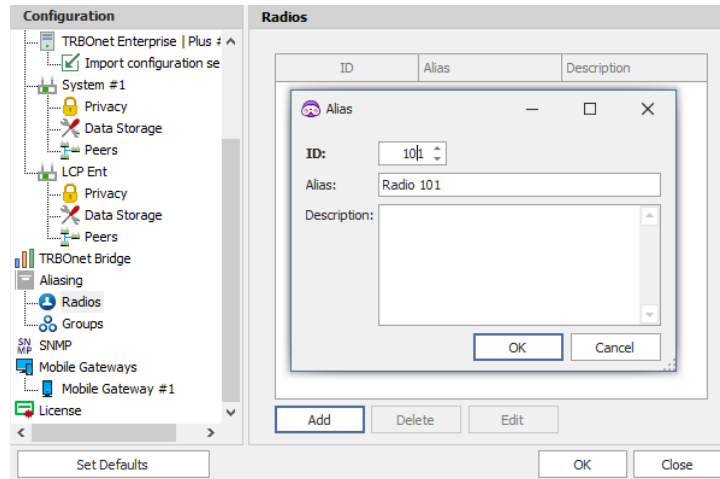 Configuration
TRBOnet Enterprise | Plus #
Import configuration se
System #1
Privacy
Data Storage
Peers
LCP Ent
Privacy
Data Storage
Peers
TRBOnet Bridge
Aliasing
Radios
Groups
SNMP
SNMP
Mobile Gateways
Mobile Gateway #1
License
Set Defaults
Radios
ID Alias Description
Alias
ID: 101
Alias: Radio 101
Description:
OK Cancel
Add Delete Edit
OK Close